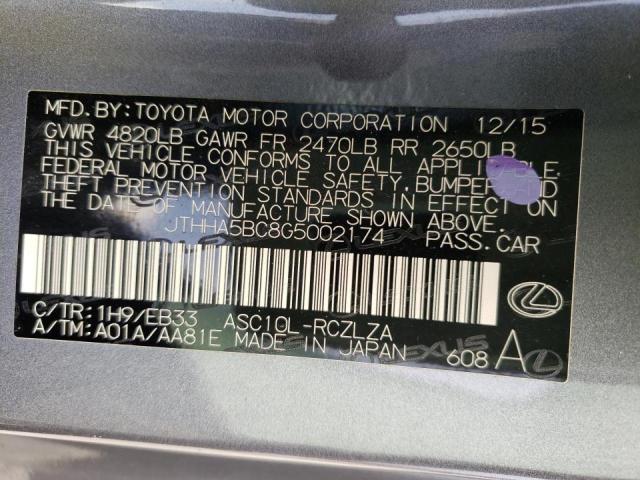 MFD.BY:TOYOTA MOTOR CORPORATION 12/15
GVWR 4820LB GAWR FR 2470LB RR 2650LB
THIS VEHICLE CONFORMS TO ALL
FEDERAL MOTOR VEHICLE SAFETY, BUMPER
THEFT PREVENTION STANDARDS IN EFFECT ON
THE DATE OF MANUFACTURE SHOWN ABOVE.
JTHHA5BC8G5002174 PASS.CAR
C/TR:1H9/EB33 ASC10L-RCZLZA
A/TM:A01A/AA81E MADE IN JAPAN 608 A